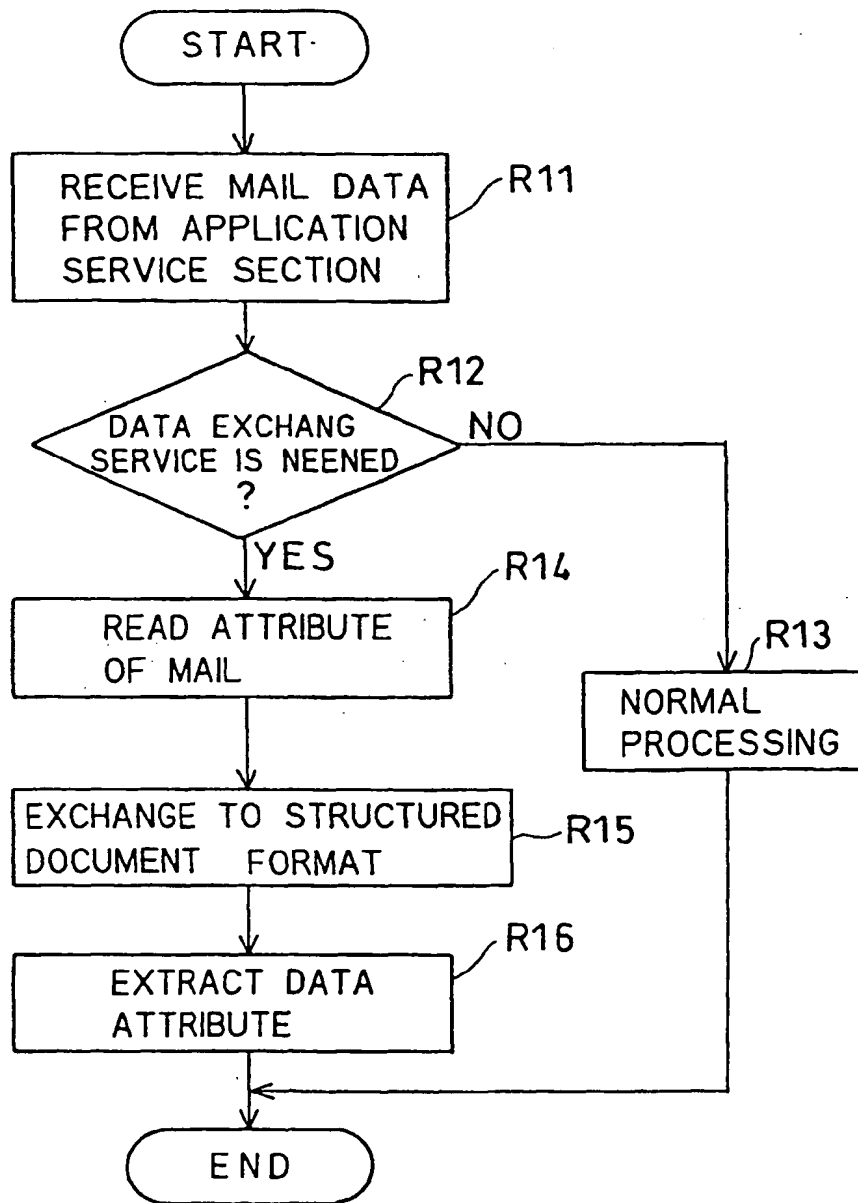 START
RECEIVE MAIL DATA
FROM APPLICATION
SERVICE SECTION
R11
R12
DATA EXCHANG
SERVICE IS NEENED
?
NO
YES
R14
READ ATTRIBUTE
OF MAIL
R13
NORMAL
PROCESSING
EXCHANGE TO STRUCTURED
DOCUMENT FORMAT
R15
R16
EXTRACT DATA
ATTRIBUTE
END